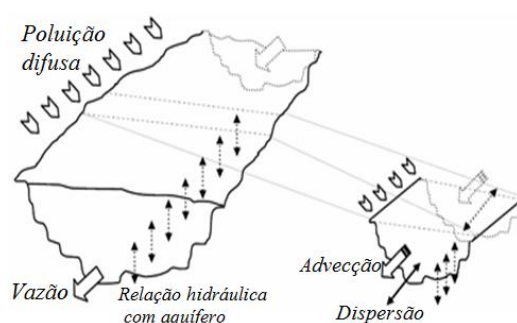 Poluição
difusa
Vazão
Relação hidráulica
com aquífero
Advecção
Dispersão